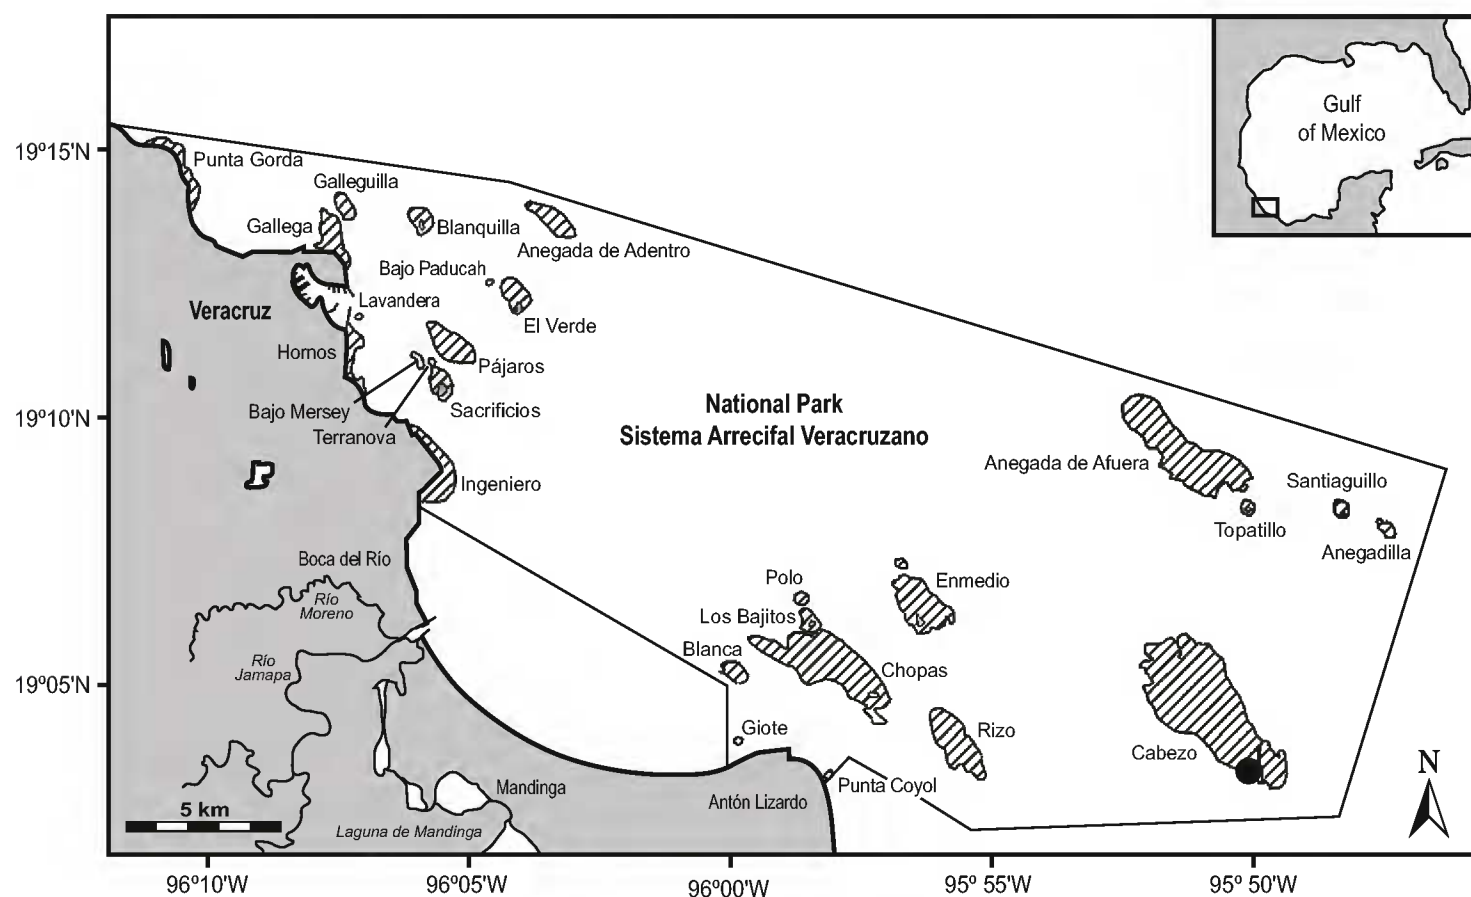 Gulf
of Mexico
19º15'N
Punta Gorda
Galleguilla
Gallega
Blanquilla
Anegada de Adentro
Bajo Paducah
Lavandera
Veracruz
El Verde
Hornos
Pájaros
19º10'N
Bajo Mersey
Sacrificios
Terranova
National Park
Sistema Arrecifal Veracruzano
Anegada de Afuera
Ingeniero
Santiaguillo
Topatillo
Anegadilla
Boca del Río
Polo
Enmedio
Río
Moreno
Los Bajitos
Blanca
Río
Jamapa
Chopas
19º05'N
Giote
Rizo
Cabezo
N
Mandinga
Punta Coyol
Antón Lizardo
5 km
Laguna de Mandinga
96º10'W
96º05'W
96º00'W
95º 55'W
95º 50'W